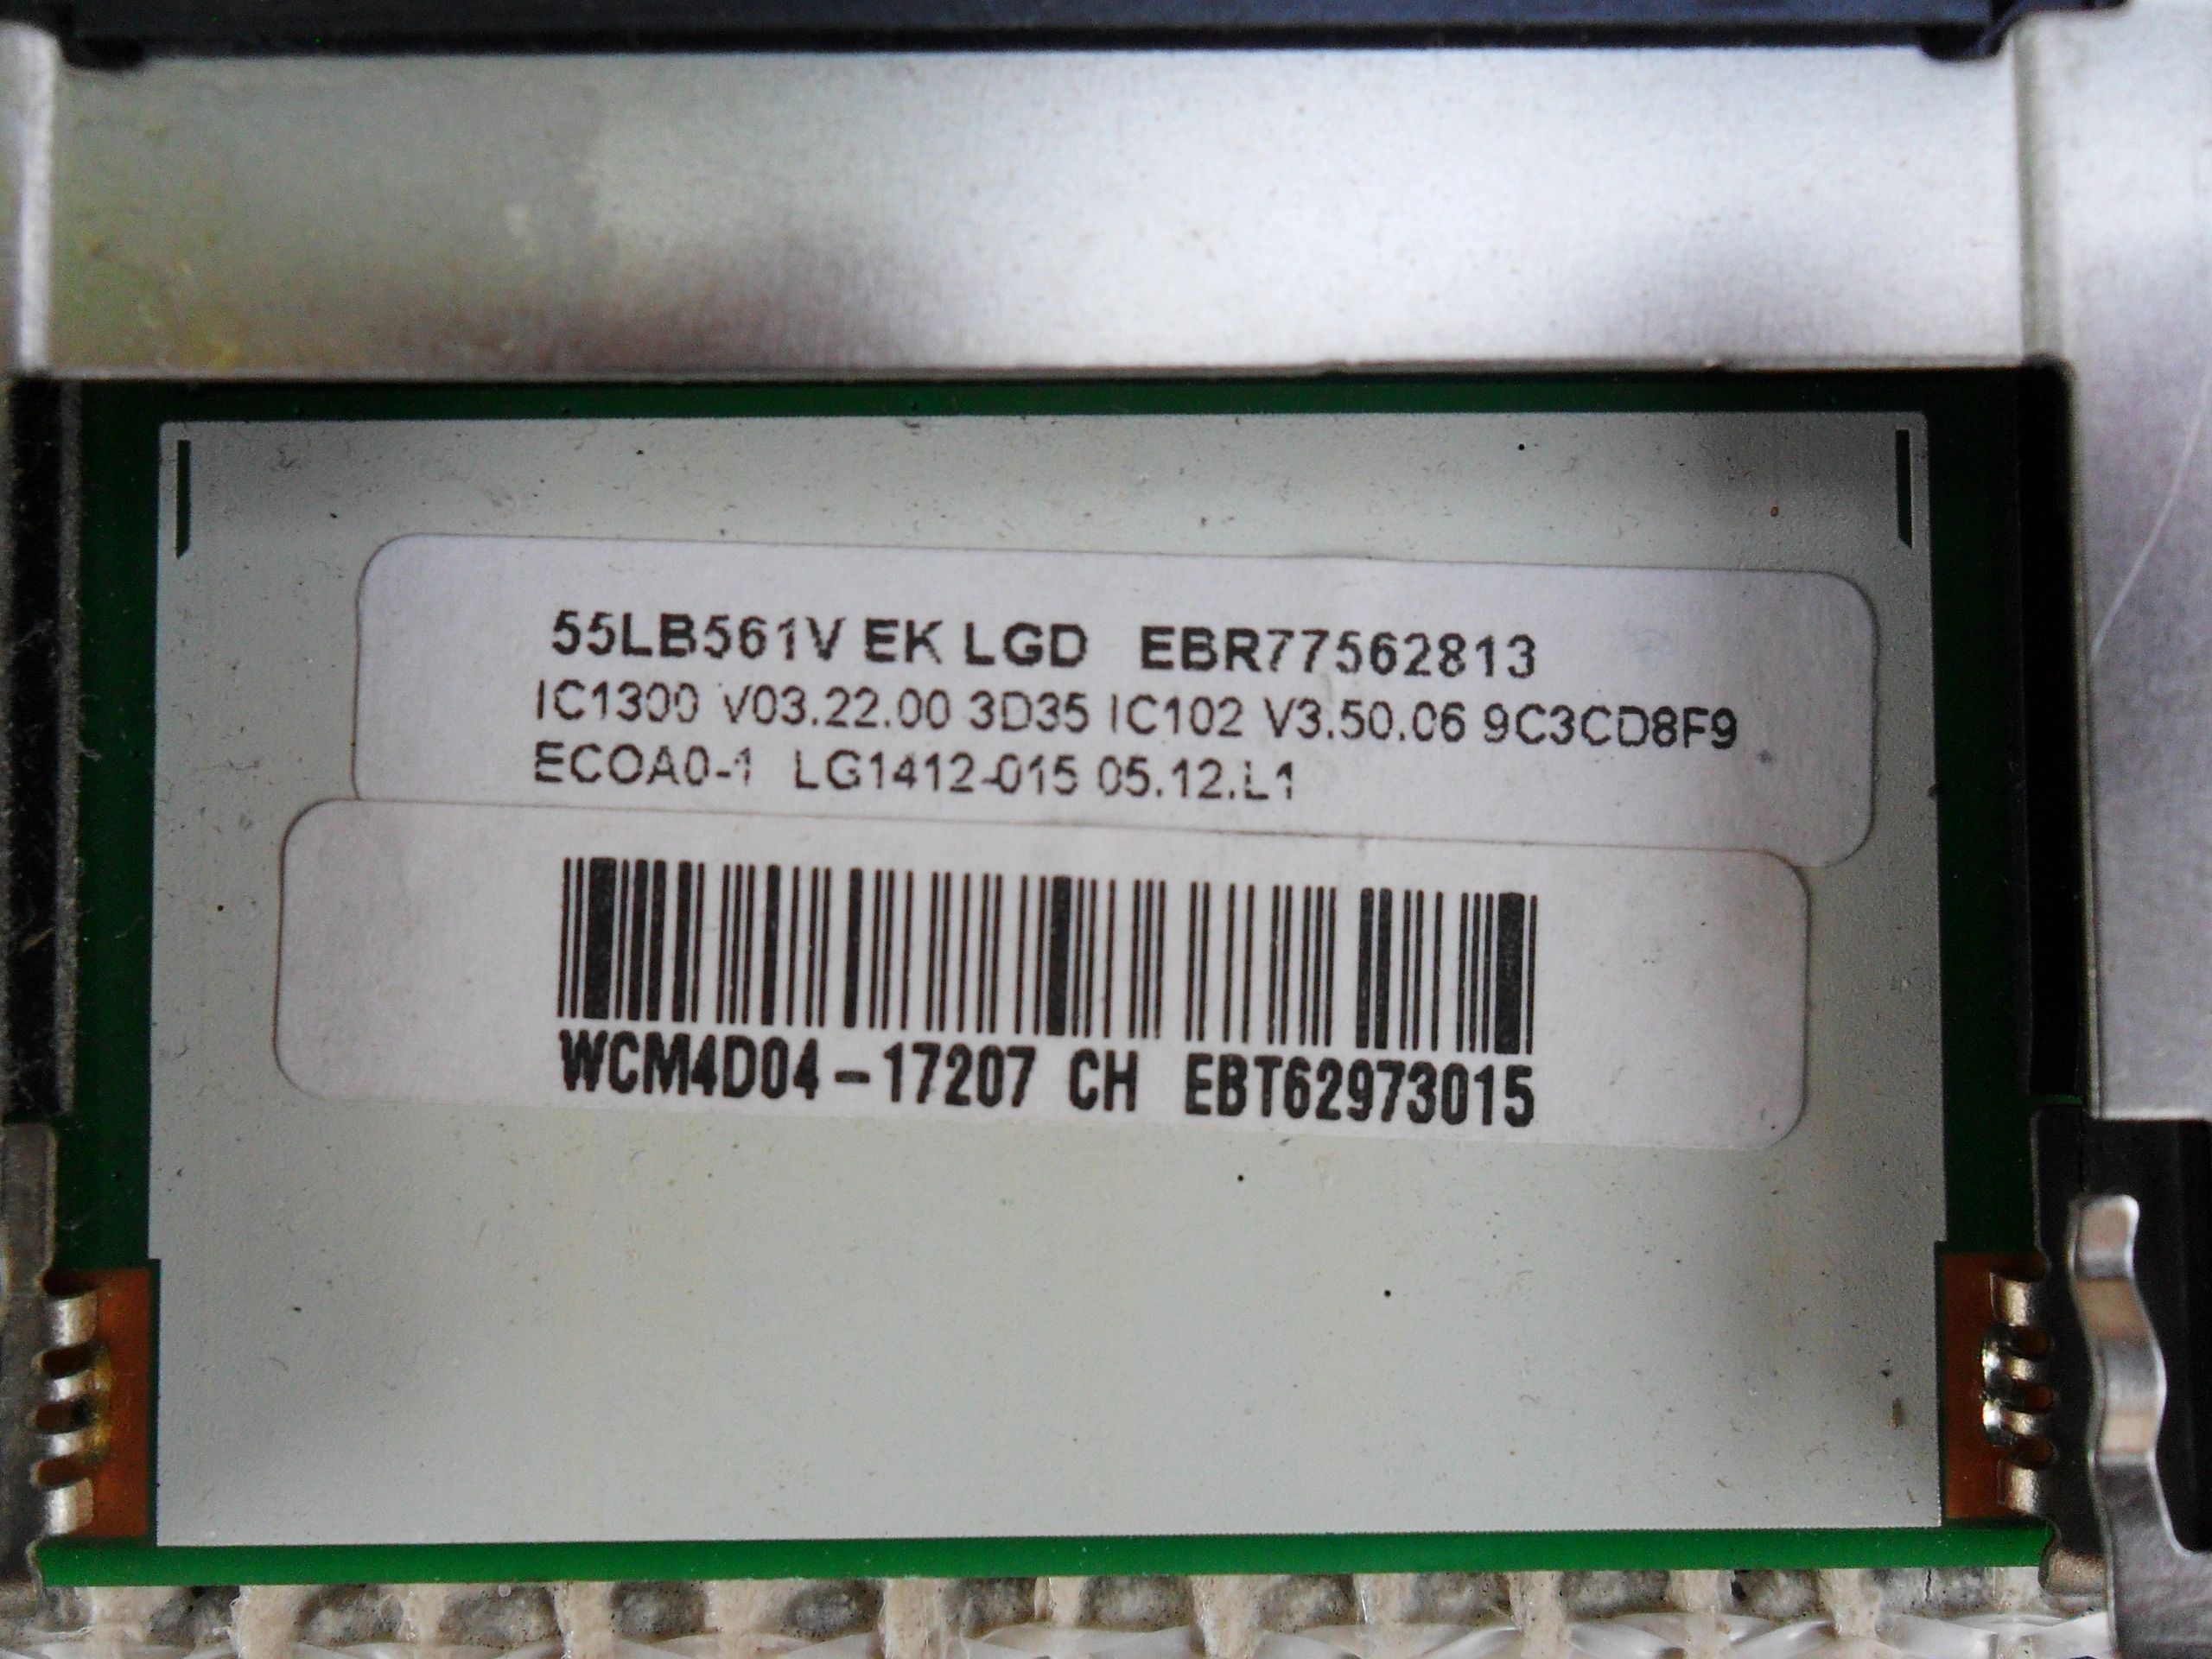 55LB561V EK LGD EBR77562813
IC1300 V03.22.00 3D35 IC102 V3.50.06 9C3CD8F9
ECOA0-1 LG1412-015 05.12.L1
WCM4D04-17207 CH EBT62973015